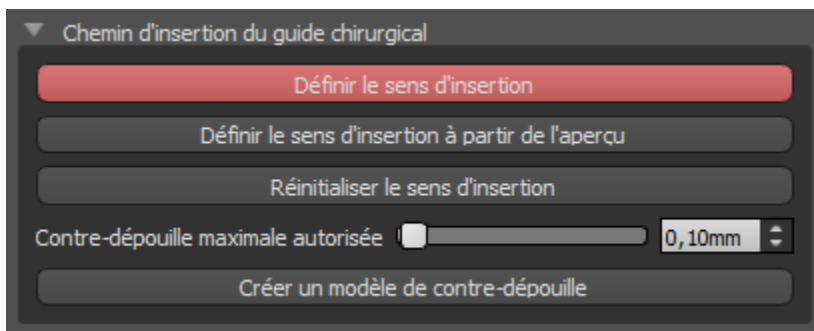 Chemin d'insertion du guide chirurgical
Définir le sens d'insertion
Définir le sens d'insertion à partir de l'aperçu
Réinitialiser le sens d'insertion
Contre-dépouille maximale autorisée 0,10mm
Créer un modèle de contre-dépouille